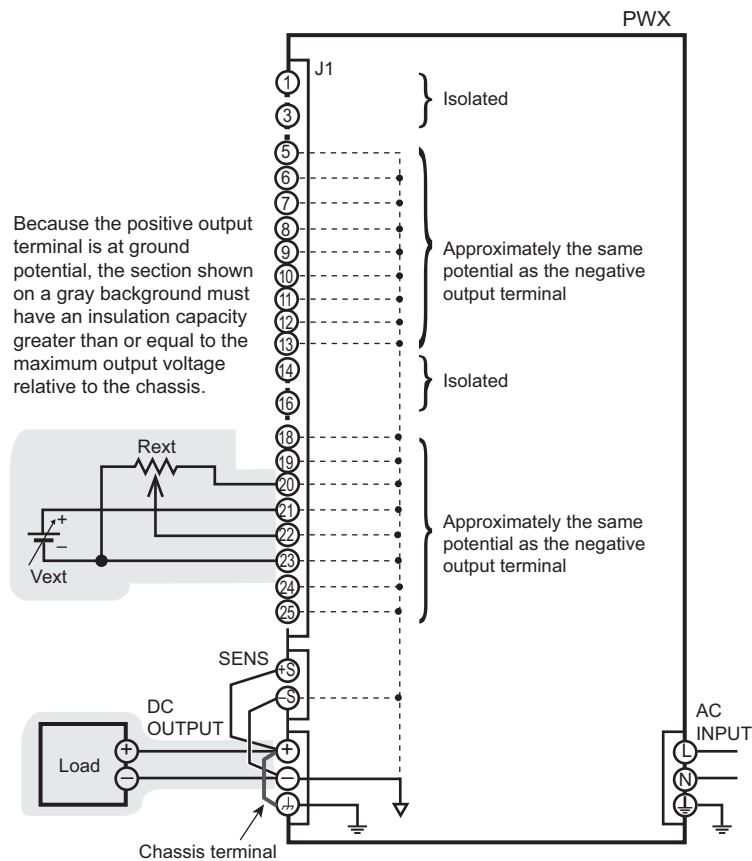 PWX
J1
1
3
5
6
7
8
9
10
11
12
13
14
16
18
19
20
21
22
23
24
25
Isolated
Approximately the same
potential as the negative
output terminal
Isolated
Approximately the same
potential as the negative
output terminal
Because the positive output
terminal is at ground
potential, the section shown
on a gray background must
have an insulation capacity
greater than or equal to the
maximum output voltage
relative to the chassis.
Rext
+
–
Vext
SENS
+S
–S
DC
OUTPUT
Load
+
–
+
–
Chassis terminal
AC
INPUT
L
N